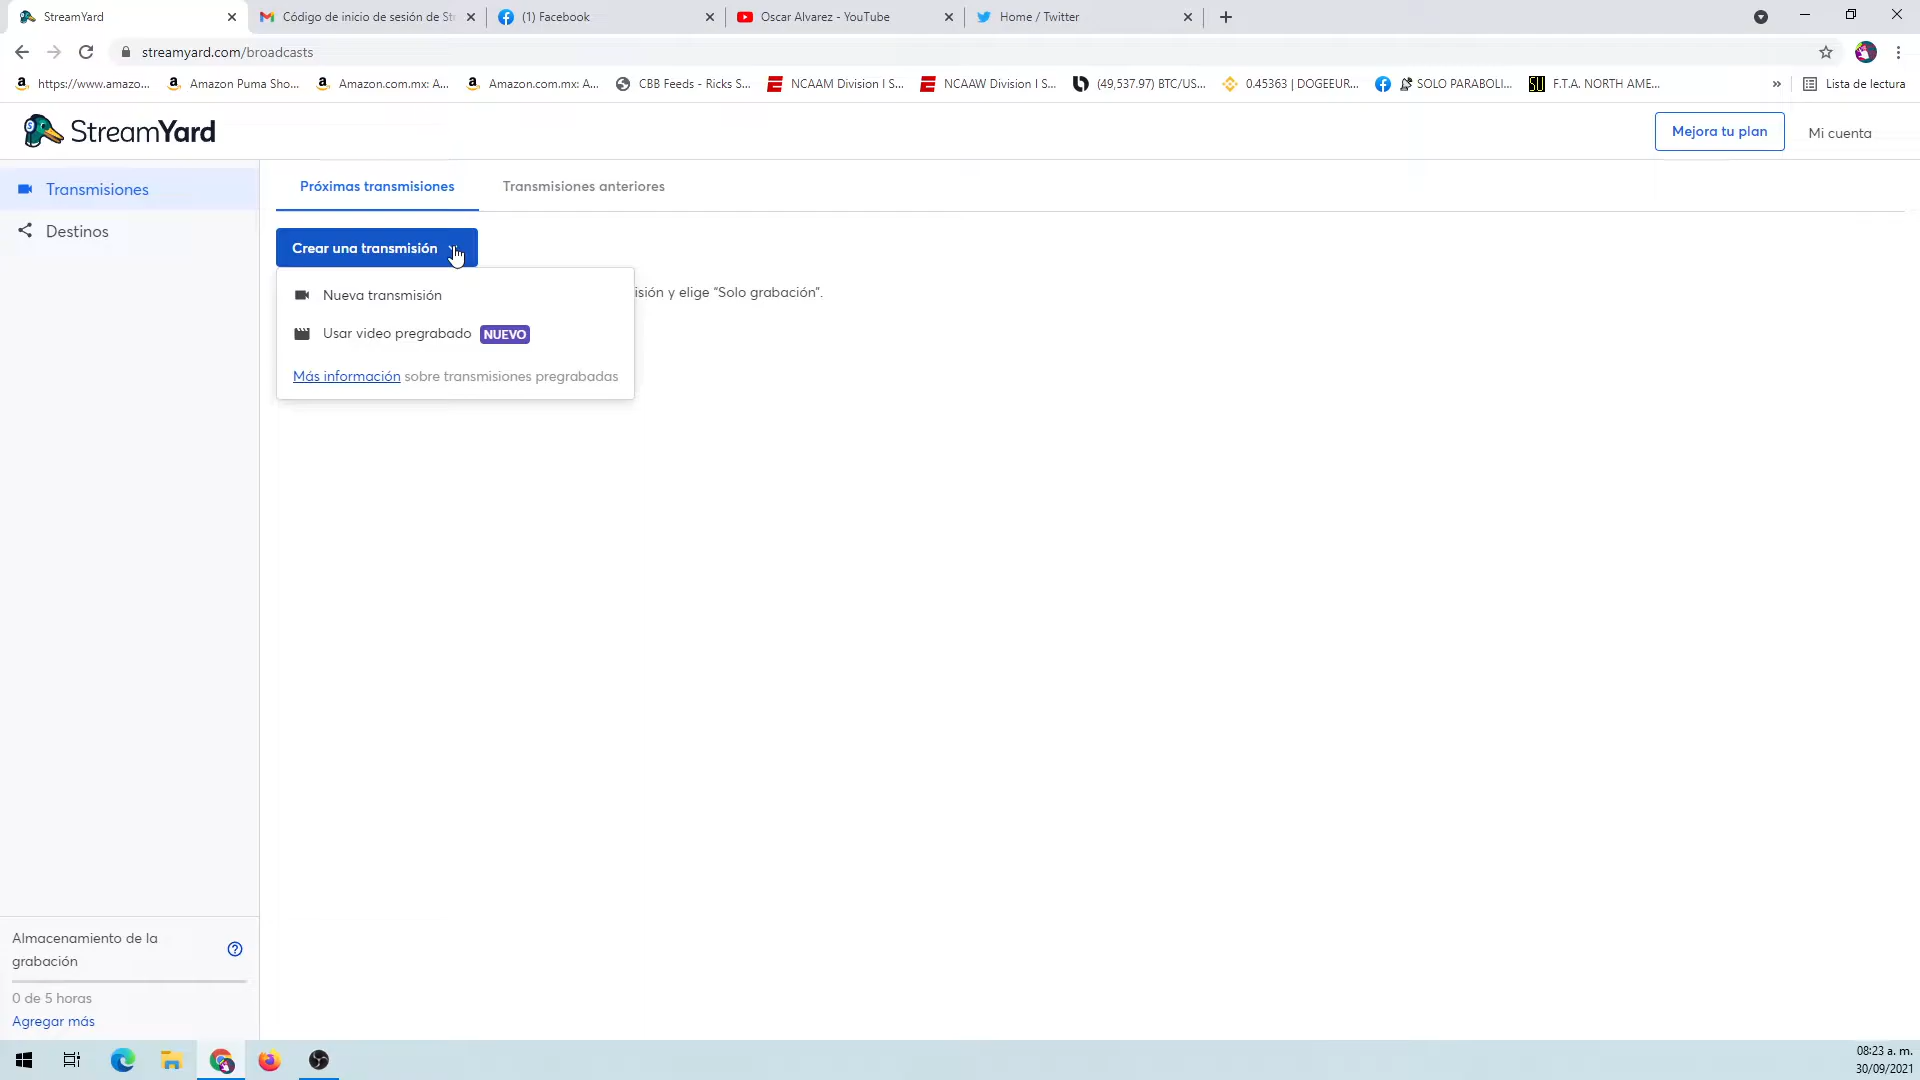 StreamYard
Código de inicio de sesión de St
(1) Facebook
Oscar Alvarez - YouTube
Home / Twitter
streamyard.com/broadcasts
https://www.amazo...
Amazon Puma Sho...
Amazon.com.mx: A...
Amazon.com.mx: A...
CBB Feeds - Ricks S...
NCAAM Division I S...
NCAAW Division I S...
(49,537.97) BTC/US...
0.45363 | DOGEEUR...
SOLO PARABOLI...
SU
F.T.A. NORTH AME...
»
Lista de lectura
StreamYard
Mejora tu plan
Mi cuenta
Transmisiones
Destinos
Próximas transmisiones
Transmisiones anteriores
Crear una transmisión
isión y elige “Solo grabación”.
Nueva transmisión
Usar video pregrabado NUEVO
Más información sobre transmisiones pregrabadas
Almacenamiento de la
grabación
0 de 5 horas
Agregar más
08:23 a. m.
30/09/2021